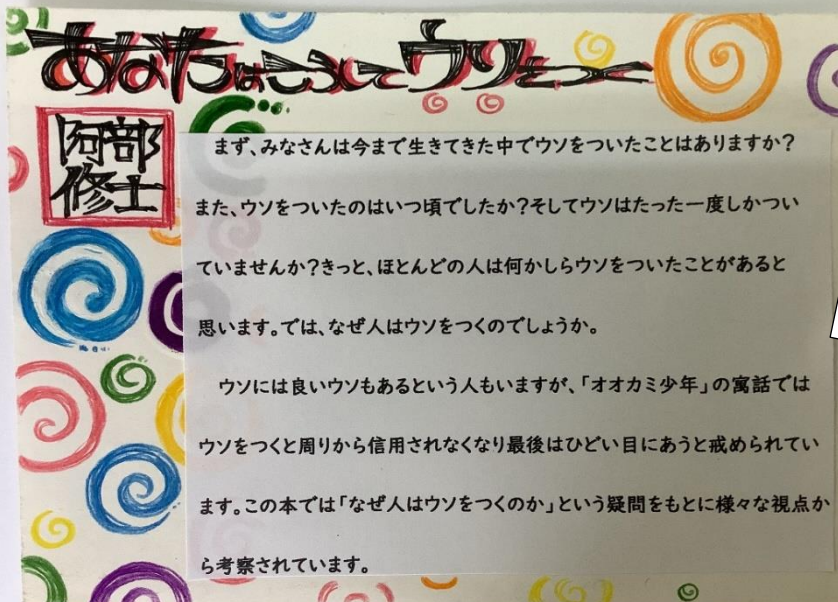 あなたはこうしてウソをつく
阿部
修士
まず、みなさんは今まで生きてきた中でウソをついたことはありますか?
また、ウソをついたのはいつ頃でしたか?そしてウソはたった一度しかつい
ていませんか?きっと、ほとんどの人は何かしらウソをついたことがあると
思います。では、なぜ人はウソをつくのでしょうか。
ウソには良いウソもあるという人もいますが、「オオカミ少年」の寓話では
ウソをつくと周りから信用されなくなり最後はひどい目にあうと戒められてい
ます。この本では「なぜ人はウソをつくのか」という疑問をもとに様々な視点か
ら考察されています。